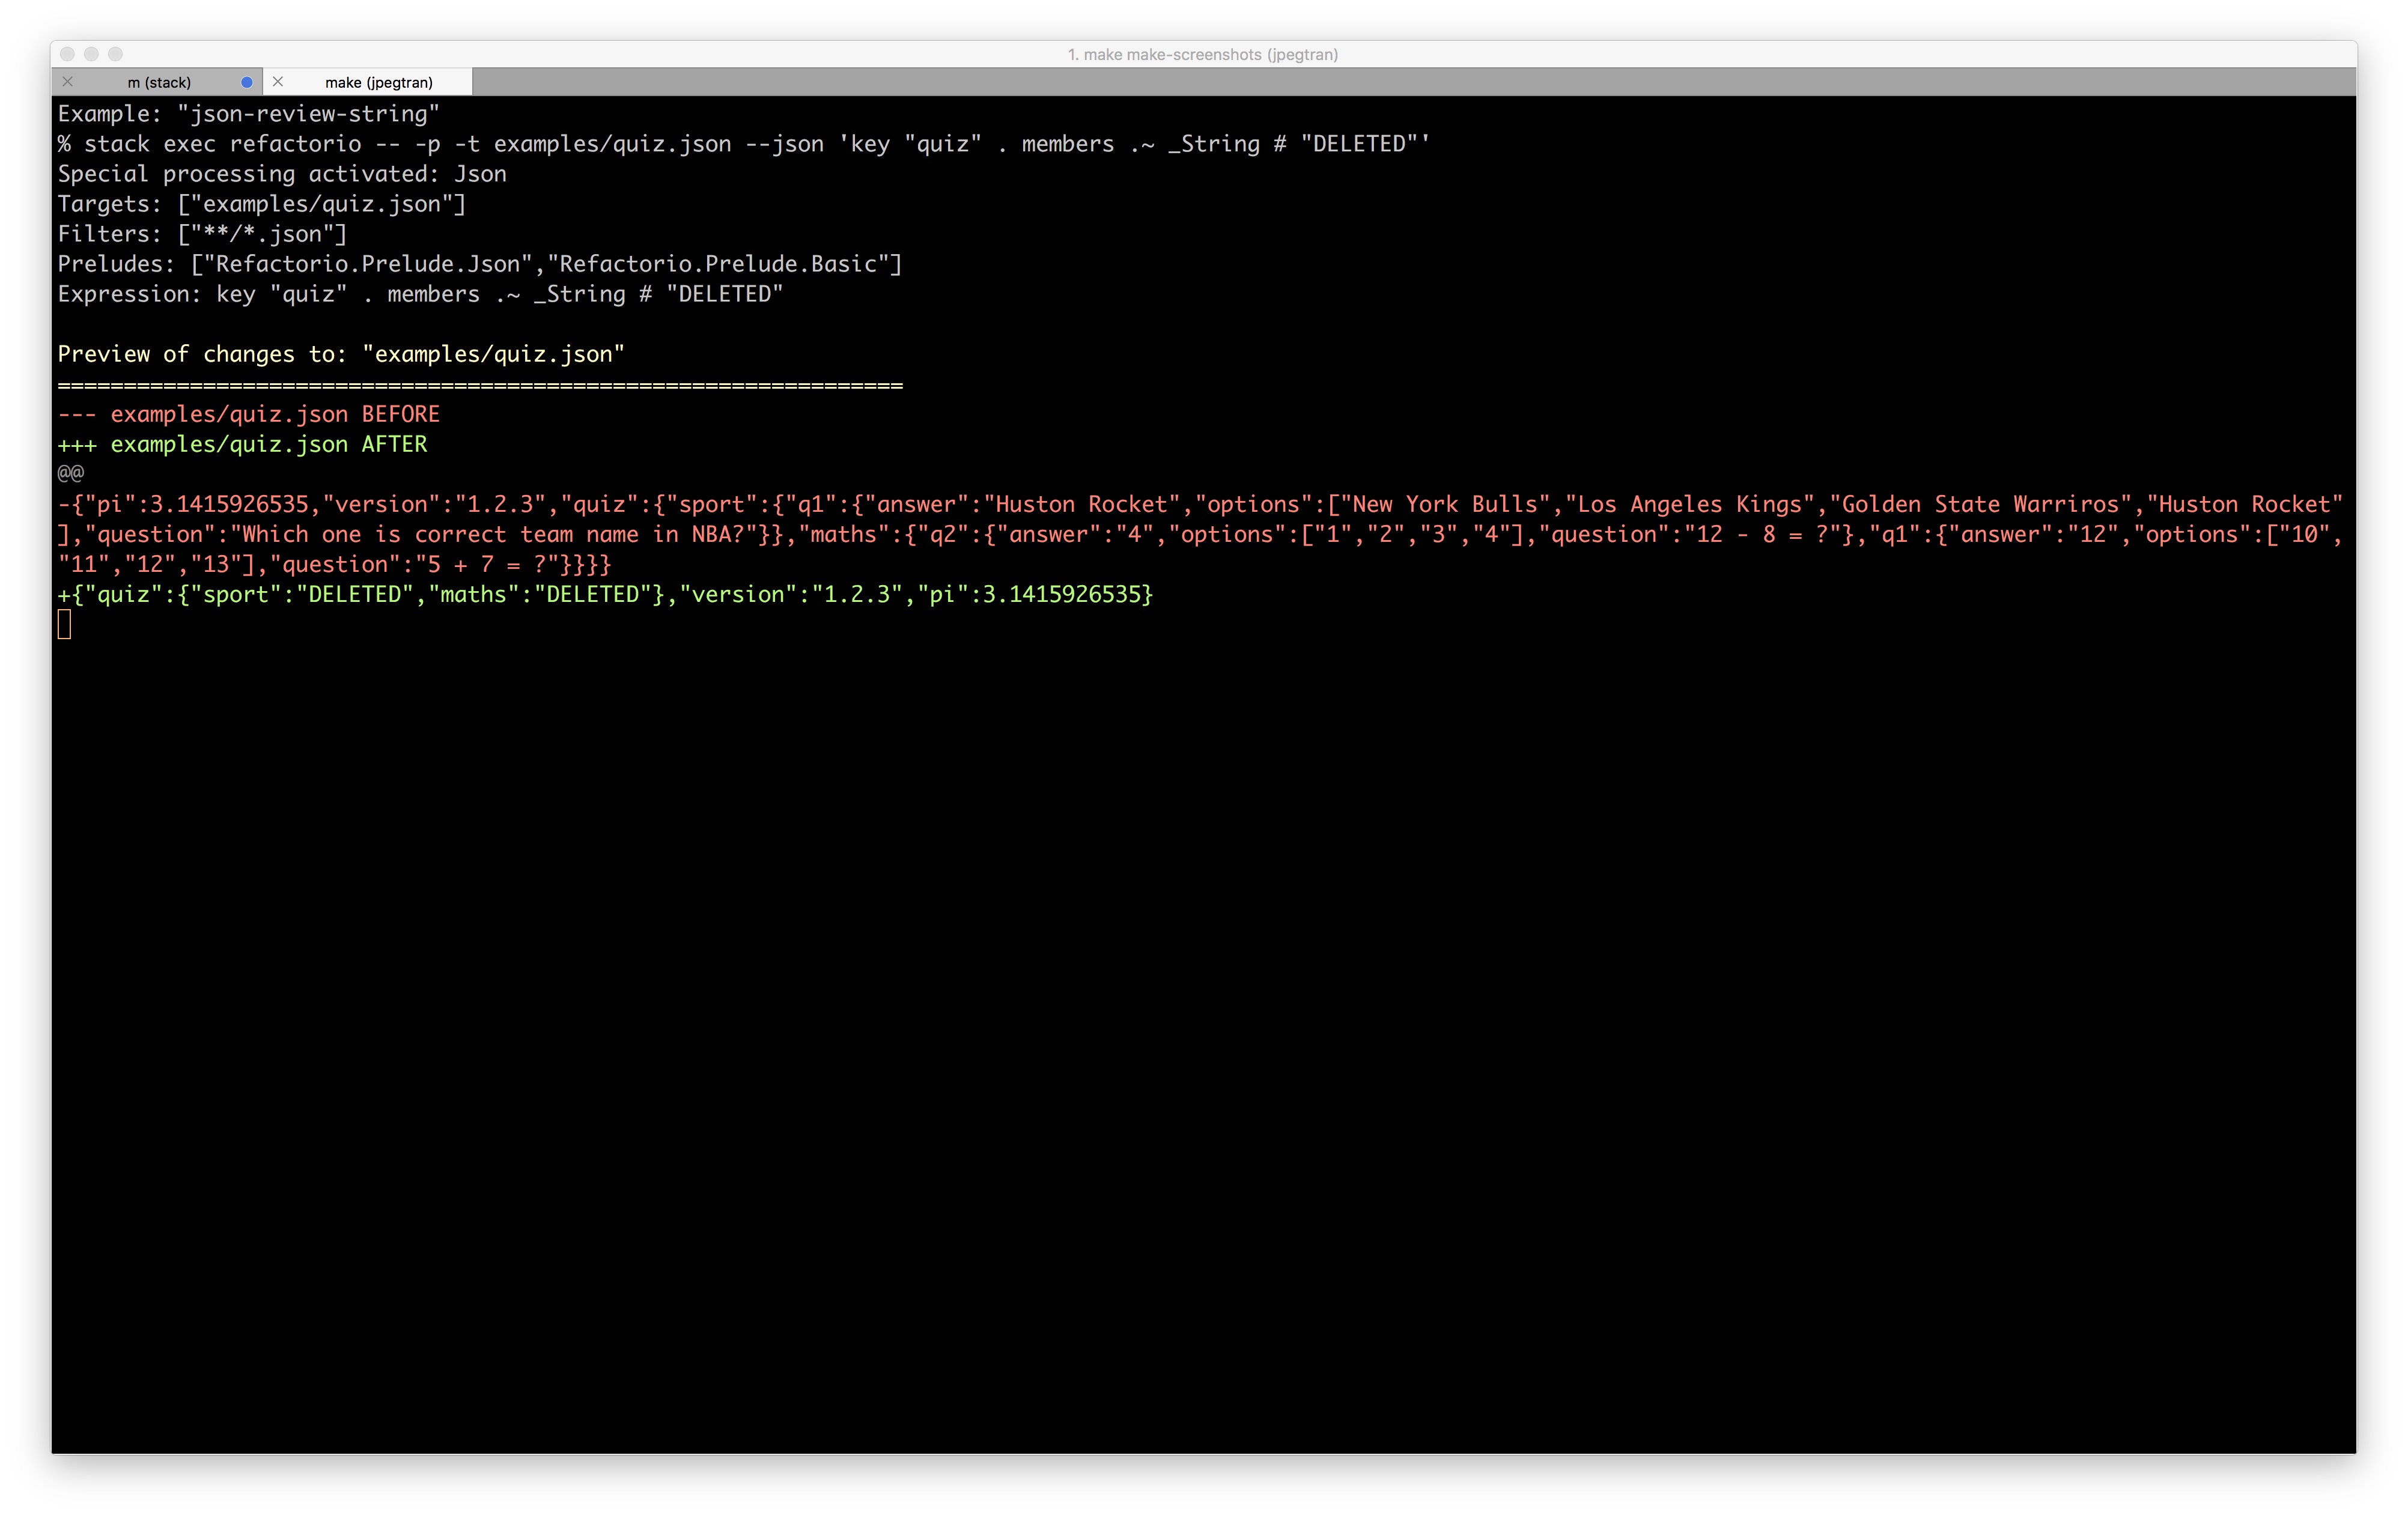 1. make make-screenshots (jpegtran)
m (stack)
make (jpegtran)
Example: "json-review-string"
% stack exec refactorio -- -p -t examples/quiz.json --json 'key "quiz" . members .~ _String # "DELETED"'
Special processing activated: Json
Targets: ["examples/quiz.json"]
Filters: ["**/*.json"]
Preludes: ["Refactorio.Prelude.Json","Refactorio.Prelude.Basic"]
Expression: key "quiz" . members .~ _String # "DELETED"
Preview of changes to: "examples/quiz.json"
================================================================
--- examples/quiz.json BEFORE
+++ examples/quiz.json AFTER
@@
-{"pi":3.1415926535,"version":"1.2.3","quiz":{"sport":{"q1":{"answer":"Huston Rocket","options":["New York Bulls","Los Angeles Kings","Golden State Warriros","Huston Rocket"
],"question":"Which one is correct team name in NBA?"}},"maths":{"q2":{"answer":"4","options":["1","2","3","4"],"question":"12 - 8 = ?"},"q1":{"answer":"12","options":["10",
"11","12","13"],"question":"5 + 7 = ?"}}}}
+{"quiz":{"sport":"DELETED","maths":"DELETED"},"version":"1.2.3","pi":3.1415926535}